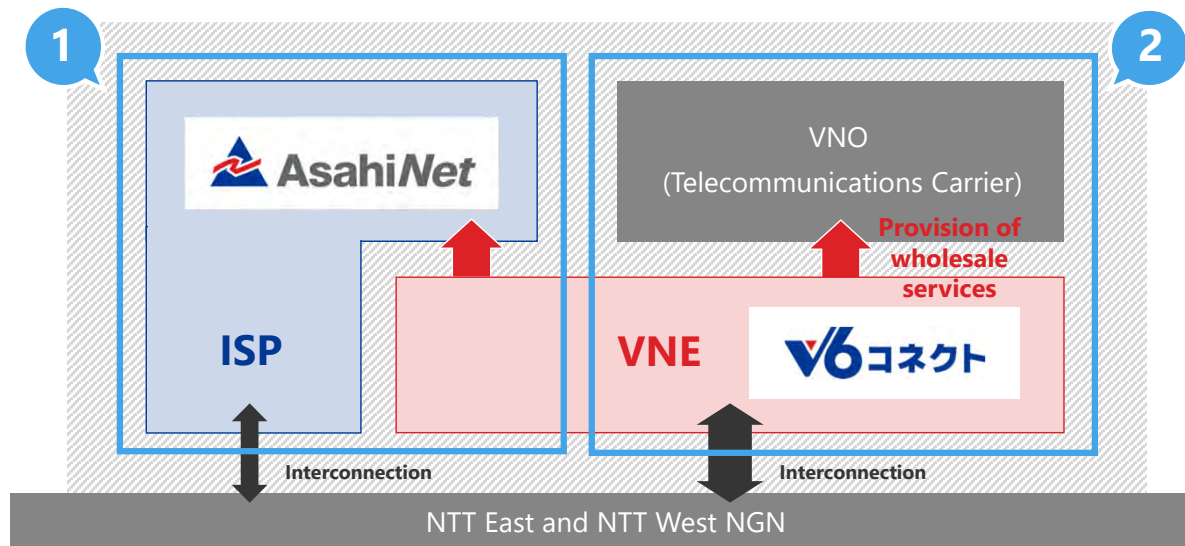 1
2
AsahiNet
VNO
(Telecommunications Carrier)
Provision of
wholesale
services
ISP
VNE
V6コネクト
Interconnection
Interconnection
NTT East and NTT West NGN